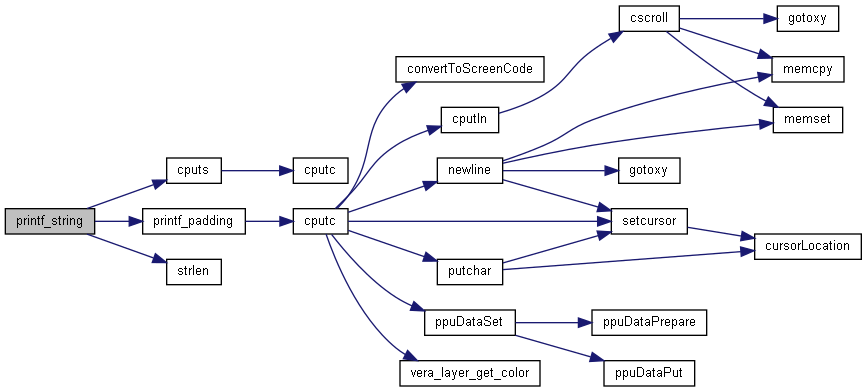 cscroll
gotoxy
convertToScreenCode
memcpy
cputln
memset
cputs
cputc
newline
gotoxy
printf_string
printf_padding
cputc
setcursor
cursorLocation
strlen
putchar
ppuDataSet
ppuDataPrepare
vera_layer_get_color
ppuDataPut